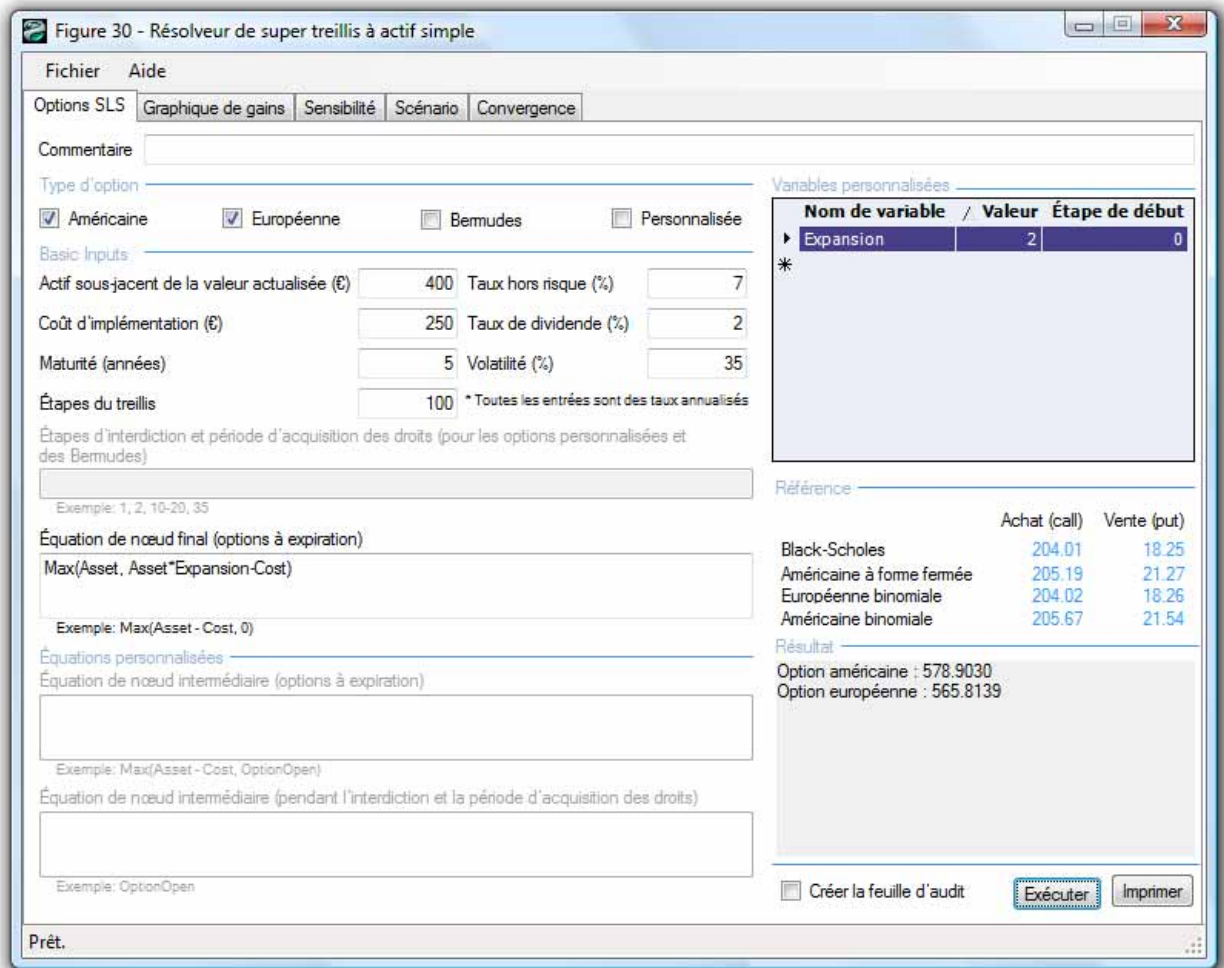 Figure 30 - Résolveur de super treillis à actif simple
Fichier Aide
Options SLS Graphique de gains Sensibilité Scénario Convergence
Commentaire
Type d'option
Américaine Européenne Bermudes Personnalisée
Basic Inputs
Actif sous-jacent de la valeur actualisée (€) 400 Taux hors risque (%) 7
Coût d'implémentation (€) 250 Taux de dividende (%) 2
Maturité (années) 5 Volatilité (%) 35
Étapes du treillis 100 * Toutes les entrées sont des taux annualisés
Étapes d'interdiction et période d'acquisition des droits (pour les options personnalisées et
des Bermudes)
Exemple: 1, 2, 10-20, 35
Équation de nœud final (options à expiration)
Max(Asset, Asset*Expansion-Cost)
Exemple: Max(Asset - Cost, 0)
Équations personnalisées
Équation de nœud intermédiaire (options à expiration)
Exemple: Max(Asset - Cost, OptionOpen)
Équation de nœud intermédiaire (pendant l'interdiction et la période d'acquisition des droits)
Exemple: OptionOpen
Variables personnalisées
Nom de variable / Valeur Étape de début
Expansion 2 0
Référence
Achat (call) Vente (put)
Black-Scholes 204.01 18.25
Américaine à forme fermée 205.19 21.27
Européenne binomiale 204.02 18.26
Américaine binomiale 205.67 21.54
Résultat
Option américaine : 578.9030
Option européenne : 565.8139
Créer la feuille d'audit Exécuter Imprimer
Prêt.